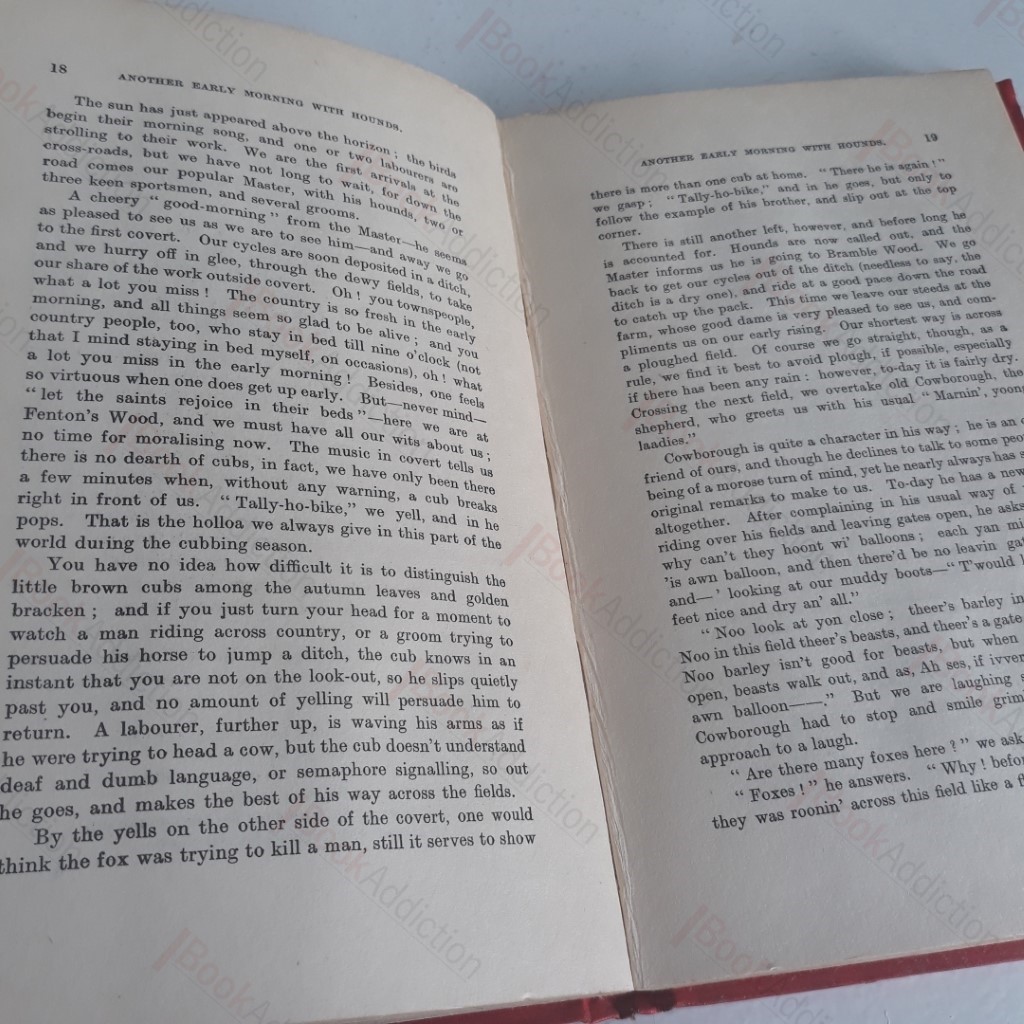 18
ANOTHER EARLY MORNING WITH HOUNDS.
The sun has just appeared above the horizon ; the birds
begin their morning song, and one or two labourers are
strolling to their work. We are the first arrivals at the
cross-roads, but we have not long to wait, for down the
road comes our popular Master, with his hounds, two or
three keen sportsmen, and several grooms.
A cheery “ good-morning ” from the Master—he seems
as pleased to see us as we are to see him—and away we go
to the first covert. Our cycles are soon deposited in a ditch,
and we hurry off in glee, through the dewy fields, to take
our share of the work outside covert. Oh ! you townspeople,
what a lot you miss ! The country is so fresh in the early
morning, and all things seem so glad to be alive ; and you
country people, too, who stay in bed till nine o'clock (not
that I mind staying in bed myself, on occasions), oh ! what
a lot you miss in the early morning ! Besides, one feels
so virtuous when one does get up early. But—never mind—
“ let the saints rejoice in their beds ”—here we are at
Fenton's Wood, and we must have all our wits about us ;
no time for moralising now. The music in covert tells us
there is no dearth of cubs, in fact, we have only been there
a few minutes when, without any warning, a cub breaks
right in front of us. “ Tally-ho-bike,” we yell, and in he
pops. That is the holloa we always give in this part of the
world during the cubbing season.
You have no idea how difficult it is to distinguish the
little brown cubs among the autumn leaves and golden
bracken ; and if you just turn your head for a moment to
watch a man riding across country, or a groom trying to
persuade his horse to jump a ditch, the cub knows in an
instant that you are not on the look-out, so he slips quietly
past you, and no amount of yelling will persuade him to
return. A labourer, further up, is waving his arms as if
he were trying to head a cow, but the cub doesn't understand
deaf and dumb language, or semaphore signalling, so out
he goes, and makes the best of his way across the fields.
By the yells on the other side of the covert, one would
think the fox was trying to kill a man, still it serves to show
ANOTHER EARLY MORNING WITH HOUNDS.
19
there is more than one cub at home. “ There he is again ! ”
we gasp ; “ Tally-ho-bike,” and in he goes, but only to
follow the example of his brother, and slip out at the top
corner.
There is still another left, however, and before long he
is accounted for. Hounds are now called out, and the
Master informs us he is going to Bramble Wood. We go
back to get our cycles out of the ditch (needless to say, the
ditch is a dry one), and ride at a good pace down the road
to catch up the pack. This time we leave our steeds at the
farm, whose good dame is very pleased to see us, and com-
pliments us on our early rising. Our shortest way is across
a ploughed field. Of course we go straight, though, as a
rule, we find it best to avoid plough, if possible, especially
if there has been any rain : however, to-day it is fairly dry.
Crossing the next field, we overtake old Cowborough, the
shepherd, who greets us with his usual “ Marnin', yoong
laadies.”
Cowborough is quite a character in his way ; he is an
friend of ours, and though he declines to talk to some
being of a morose turn of mind, yet he nearly always has
original remarks to make to us. To-day he has a new
altogether. After complaining in his usual way of
riding over his fields and leaving gates open, he asks
why can't they hoont wi' balloons ; each yan
'is awn balloon, and then there'd be no leavin'
and—' looking at our muddy boots—“ T'would
feet nice and dry an' all.”
“ Noo look at yon close ; theer's barley in
Noo in this field theer's beasts, and theer's a gate
Noo barley isn't good for beasts, but when
open, beasts walk out, and as, Ah ses, if ivver
awn balloon——.” But we are laughing
Cowborough had to stop and smile
approach to a laugh.
“ Are there many foxes here ? ” we
“ Foxes ! ” he answers. “ Why !
they was roonin' across this field like a